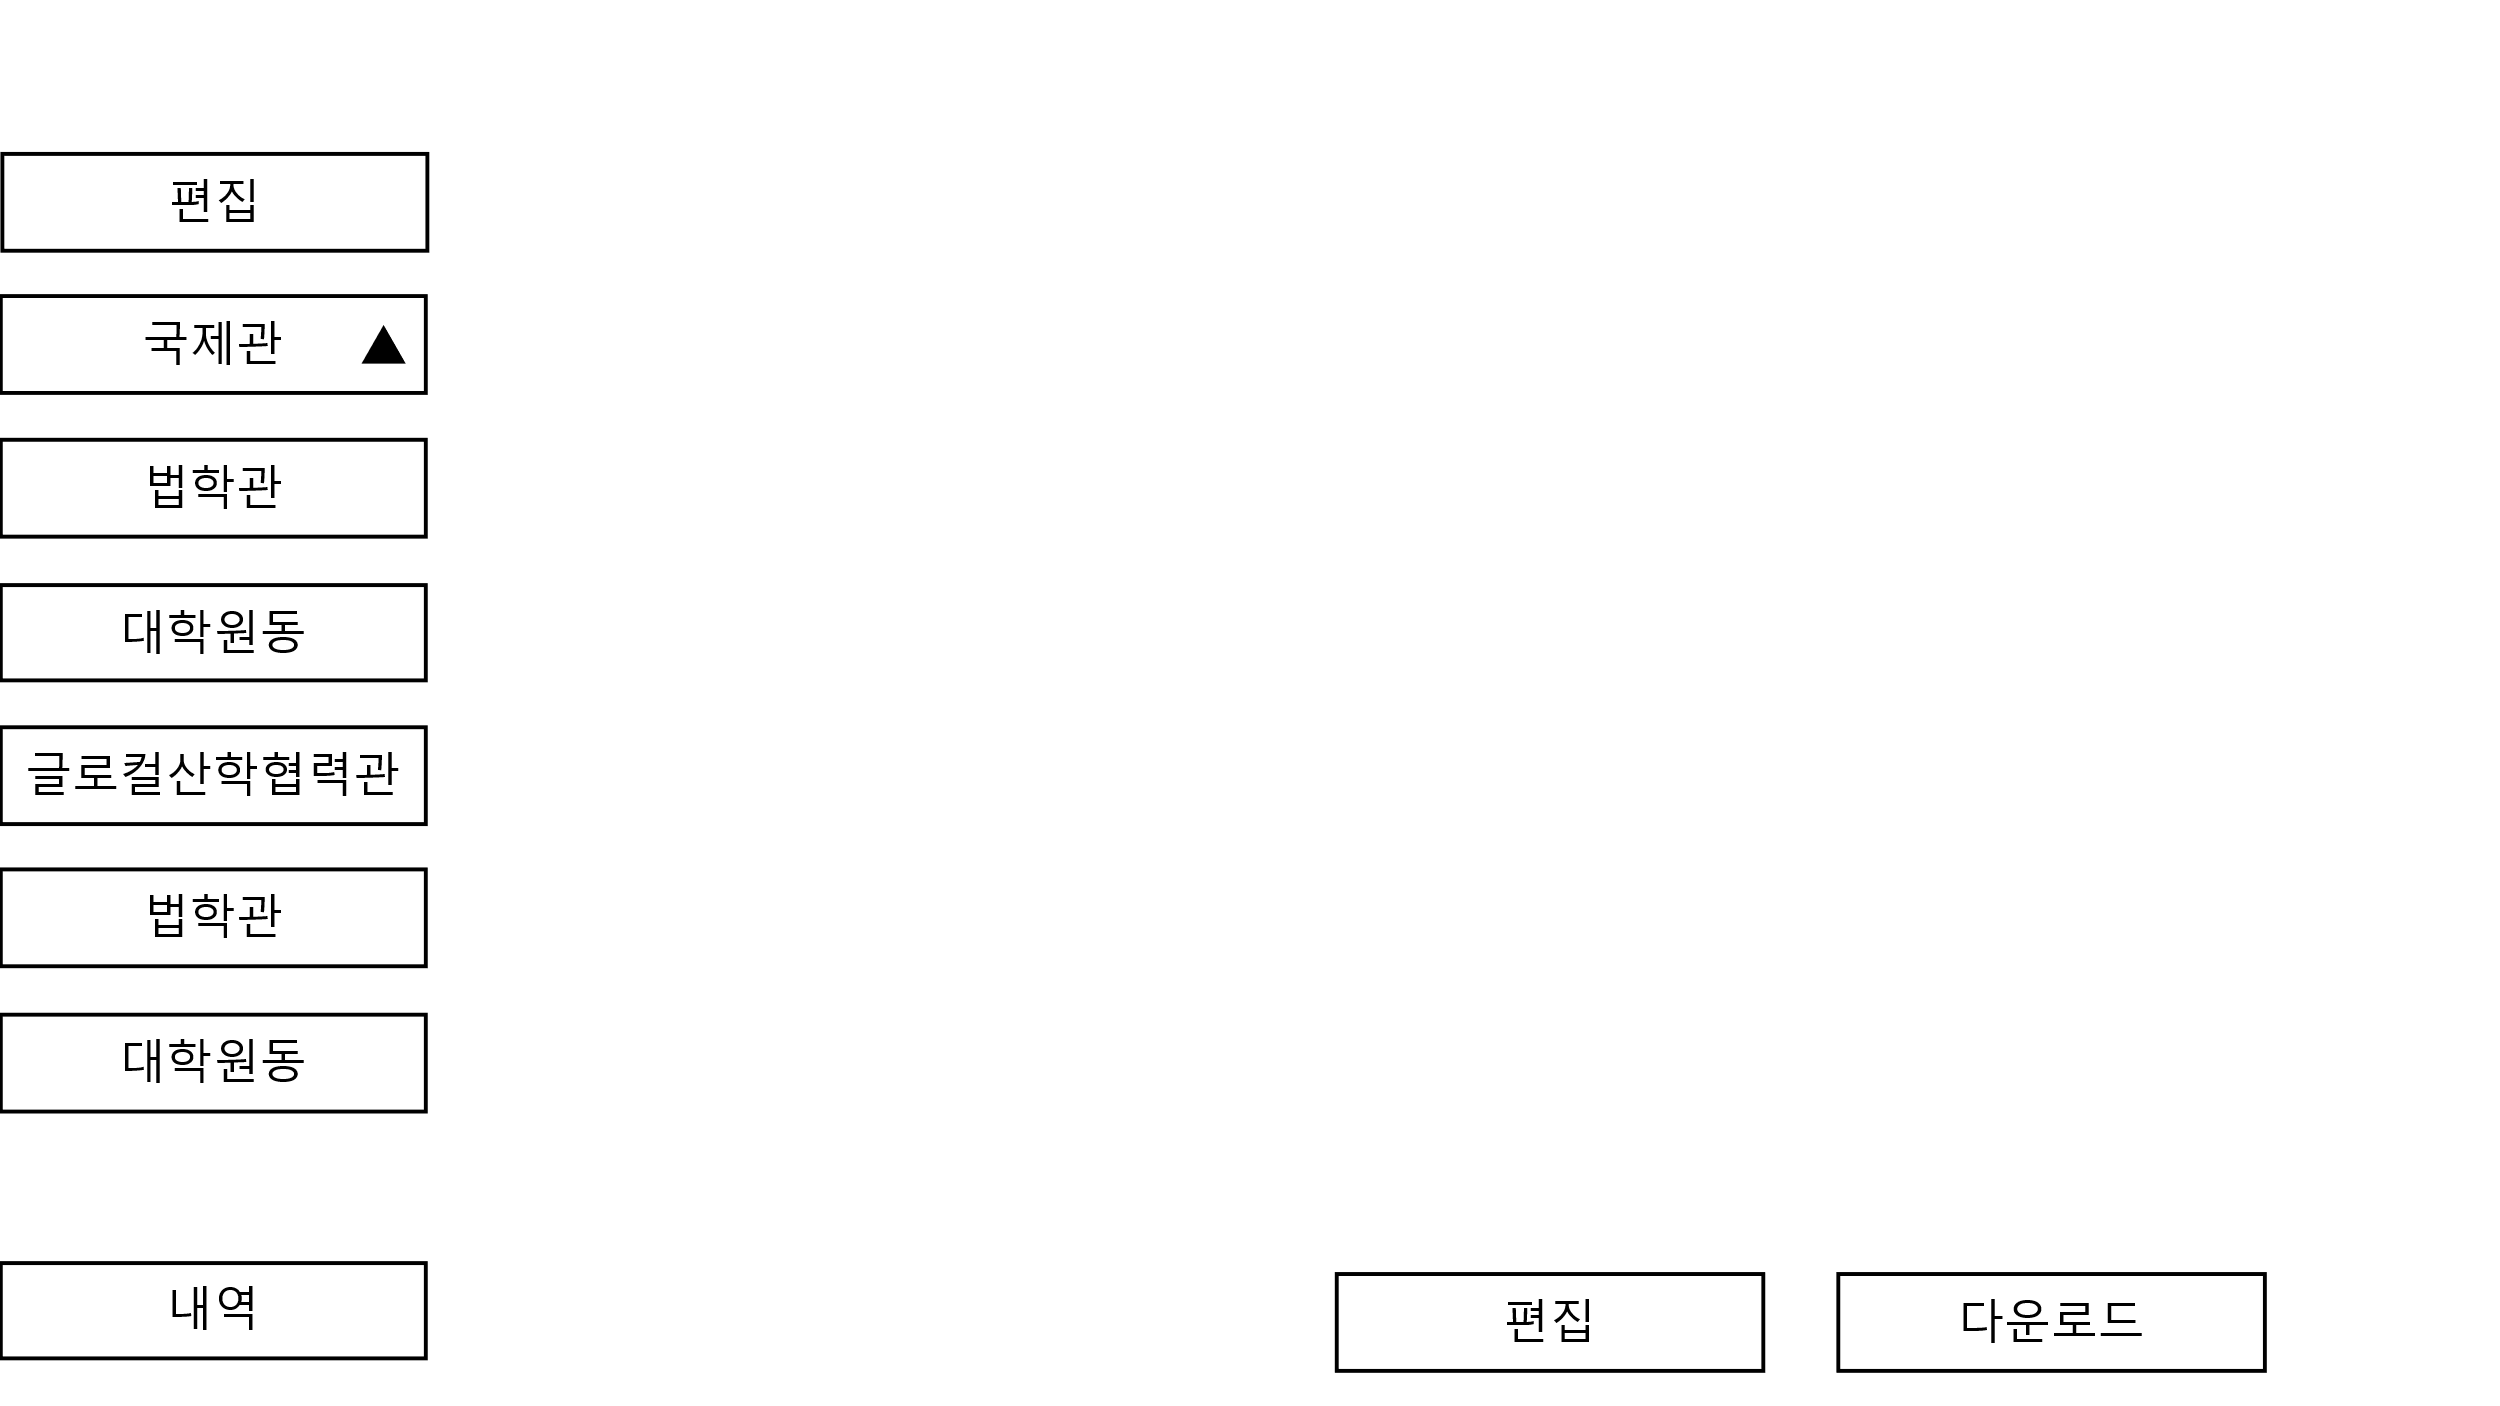 편집
국제관
법학관
대학원동
글로컬산학협력관
법학관
대학원동
내역
편집
다운로드